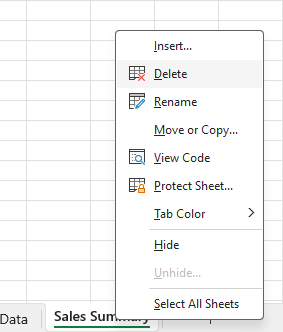 Insert...
Delete
Rename
Move or Copy...
View Code
Protect Sheet...
Tab Color
Hide
Unhide...
Select All Sheets
Data
Sales Summary